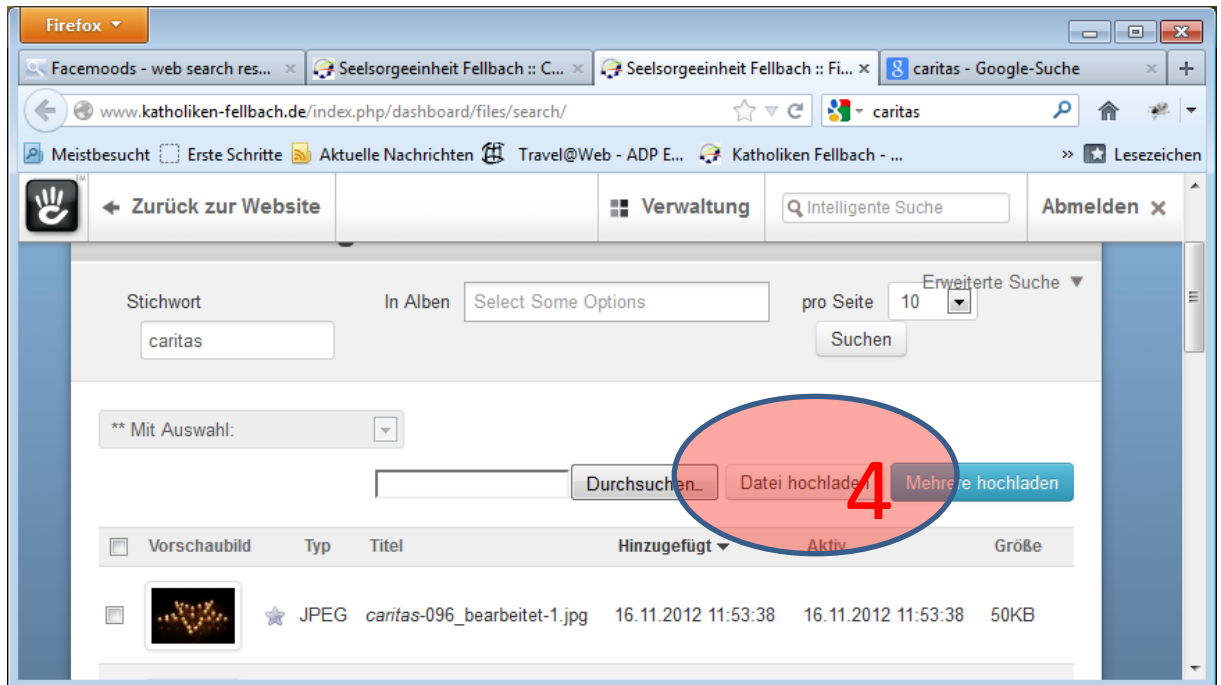 Firefox
Facemoods - web search res... Seelsorgeeinheit Fellbach :: C... Seelsorgeeinheit Fellbach :: Fi... caritas - Google-Suche
www.katholiken-fellbach.de/index.php/dashboard/files/search/ caritas
Meistbesucht Erste Schritte Aktuelle Nachrichten Travel@Web - ADP E... Katholiken Fellbach - ... » Lesezeichen
Zurück zur Website Verwaltung Intelligente Suche Abmelden
Erweiterte Suche
Stichwort In Alben Select Some Options pro Seite 10
caritas Suchen
** Mit Auswahl:
Durchsuchen... Datei hochladen Mehrere hochladen
4
Vorschaubild Typ Titel Hinzugefügt Aktiv Größe
JPEG caritas-096_bearbeitet-1.jpg 16.11.2012 11:53:38 16.11.2012 11:53:38 50KB